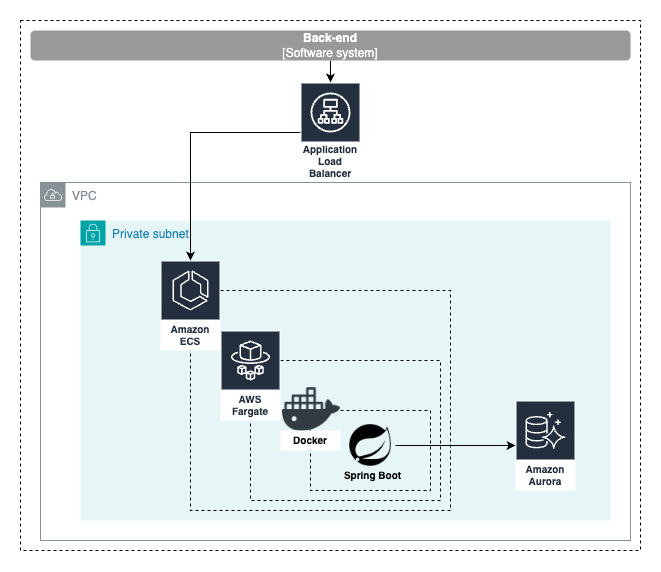 Back-end
[Software system]
Application
Load
Balancer
VPC
Private subnet
Amazon
ECS
AWS
Fargate
Docker
Spring Boot
Amazon
Aurora